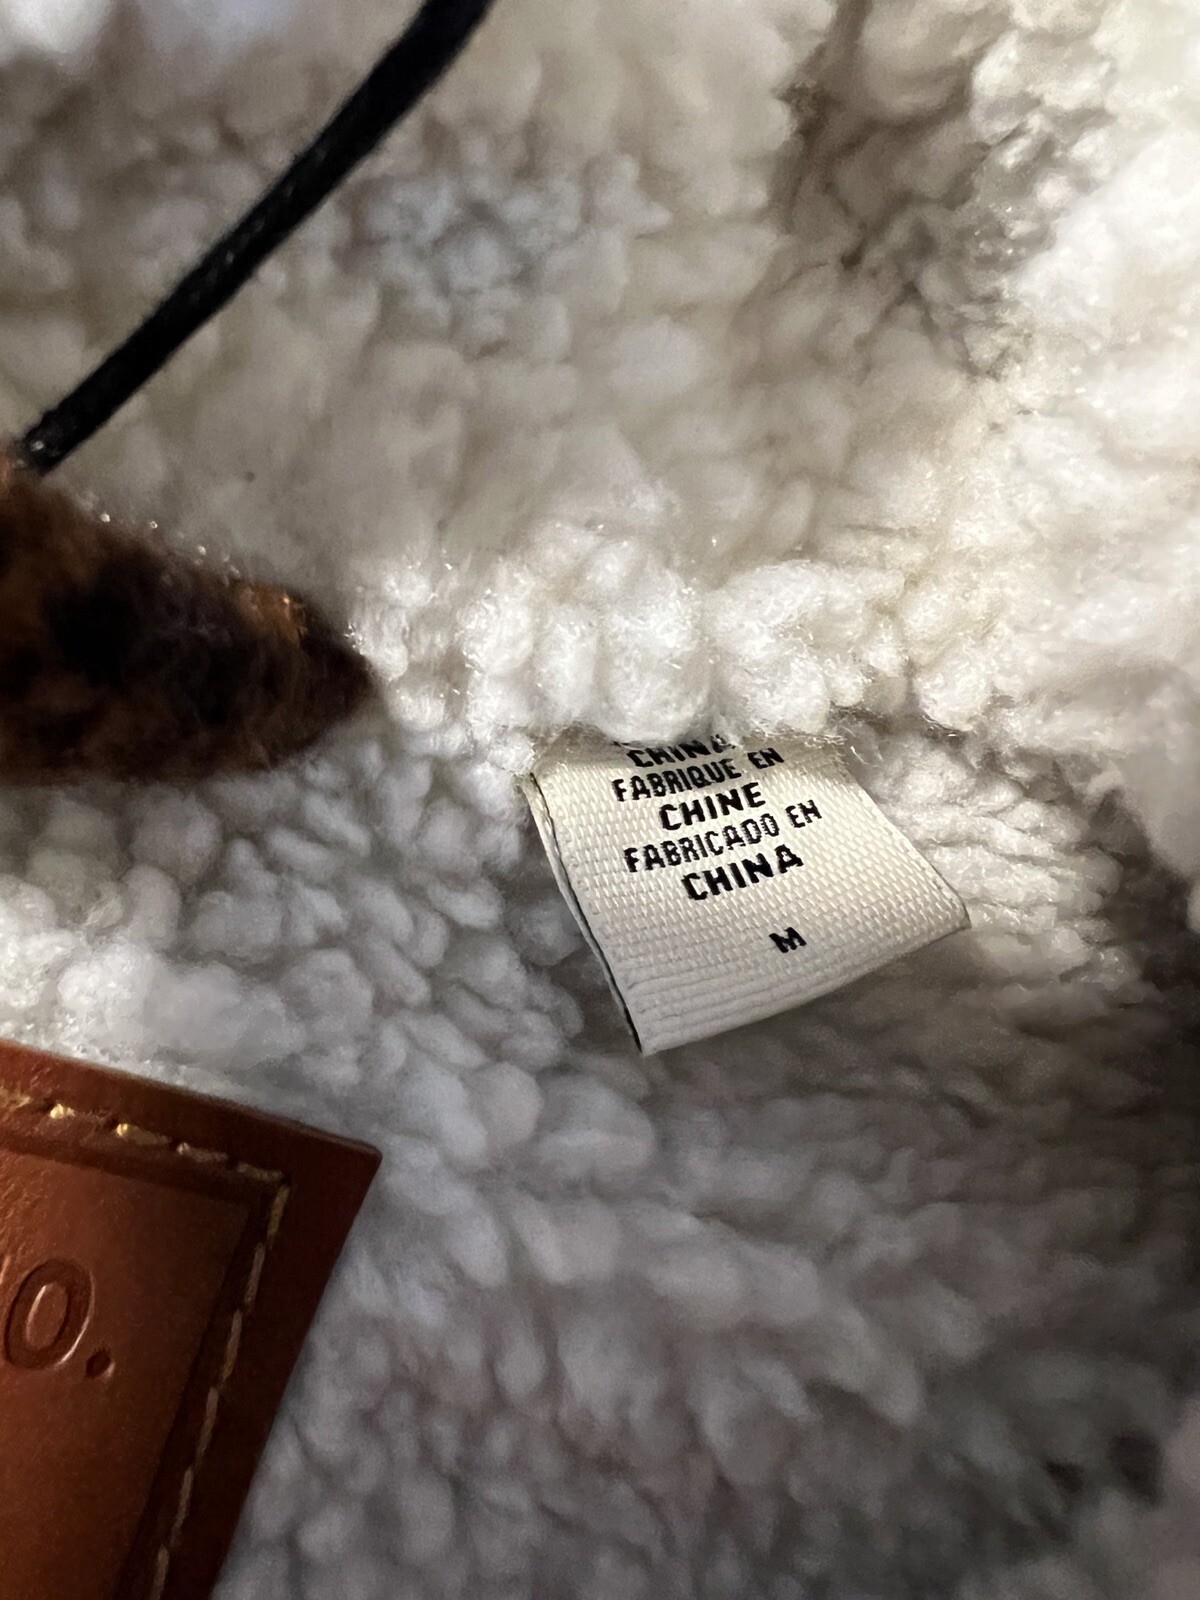 CHINA
FABRIQUE EN
CHINE
FABRICADO EN
CHINA
M
O.